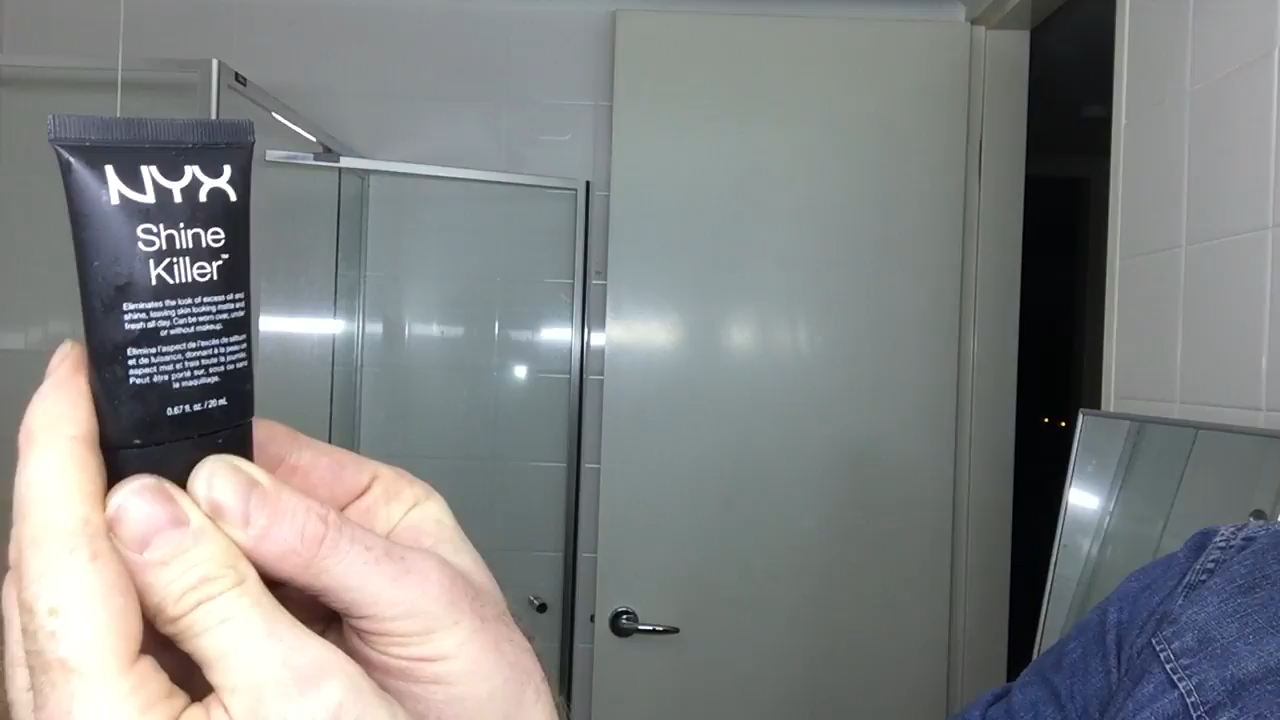 NYX
Shine
Killer™
Eliminates the look of excess oil and
shine, leaving skin looking matte and
fresh all day. Can be worn over, under
or without makeup.
Élimine l'aspect de l'excès de sébum
et de luisance, donnant à la peau un
aspect mat et frais toute la journée.
Peut être porté sur, sous ou sans
le maquillage.
0.67 fl. oz. / 20 mL